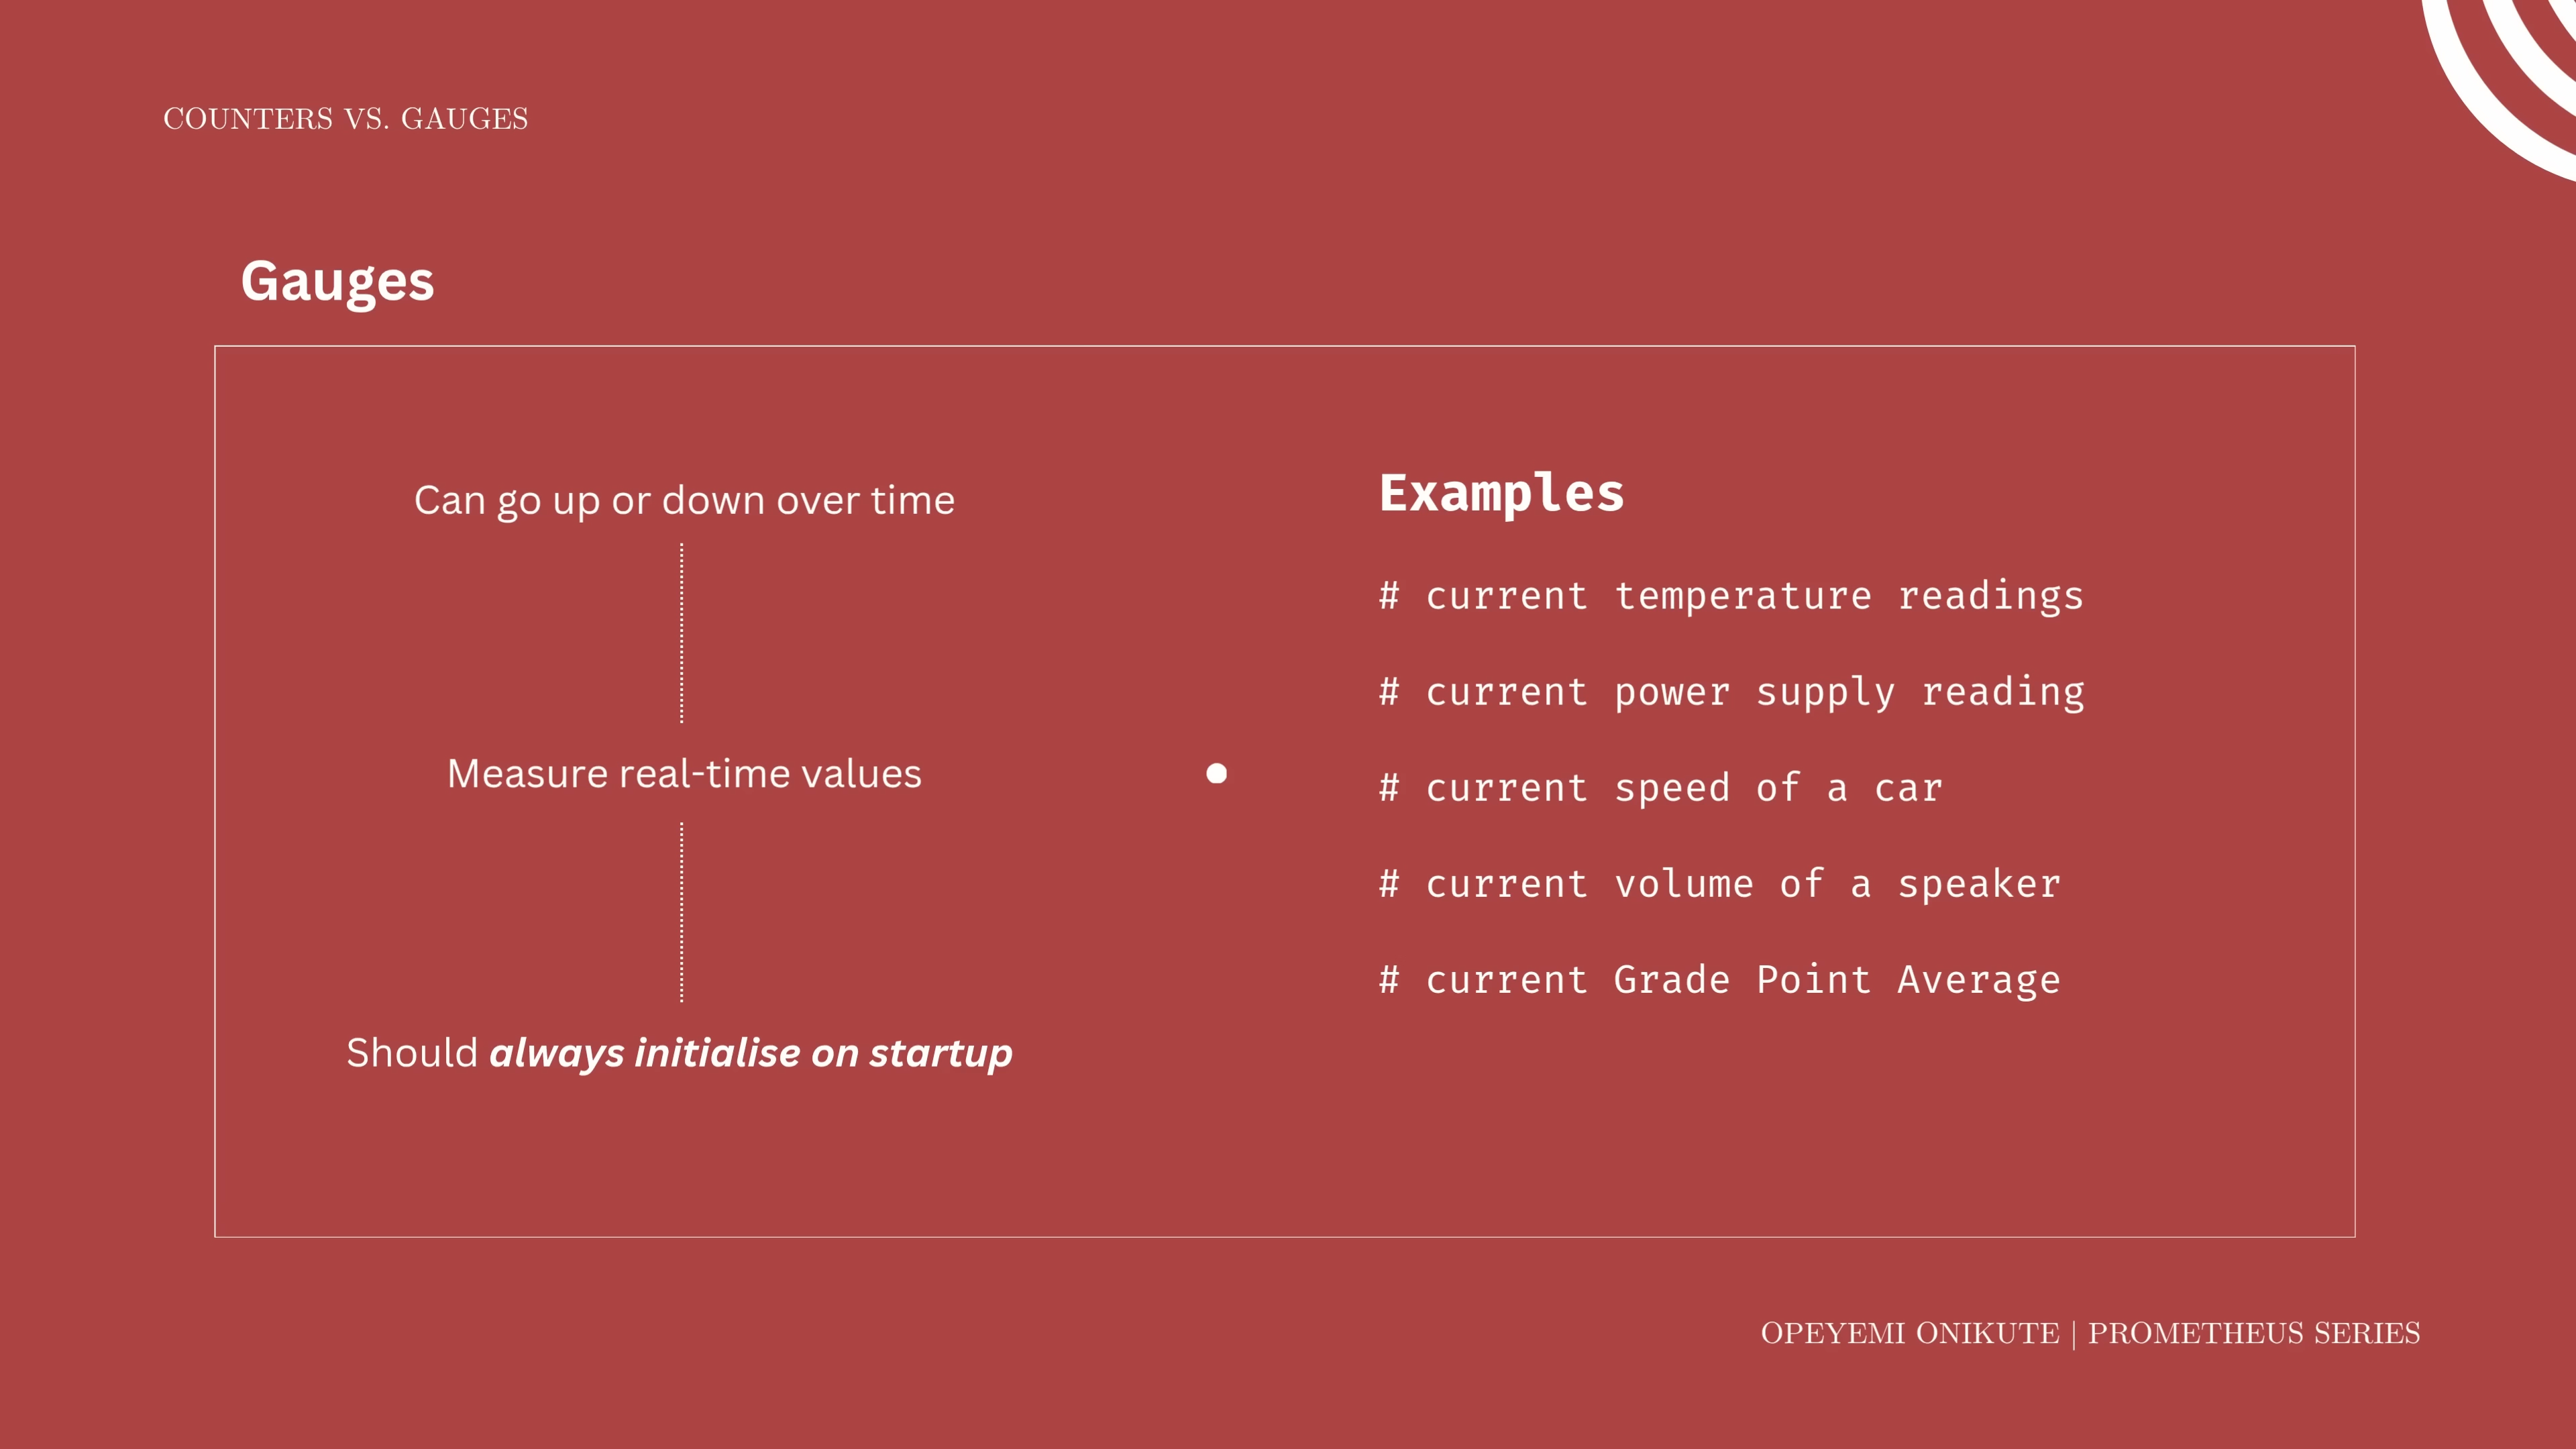 COUNTERS VS. GAUGES
Gauges
Can go up or down over time
Measure real-time values
Should always initialise on startup
Examples
# current temperature readings
# current power supply reading
# current speed of a car
# current volume of a speaker
# current Grade Point Average
OPEYEMI ONIKUTE | PROMETHEUS SERIES